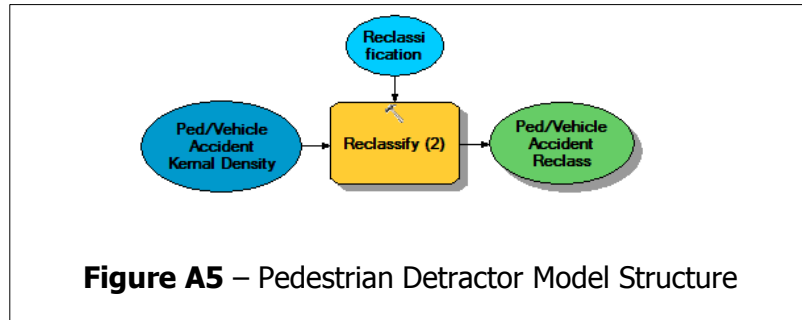 Reclassi
fication
Ped/Vehicle
Accident
Kernal Density
Reclassify (2)
Ped/Vehicle
Accident
Reclass
Figure A5 – Pedestrian Detractor Model Structure